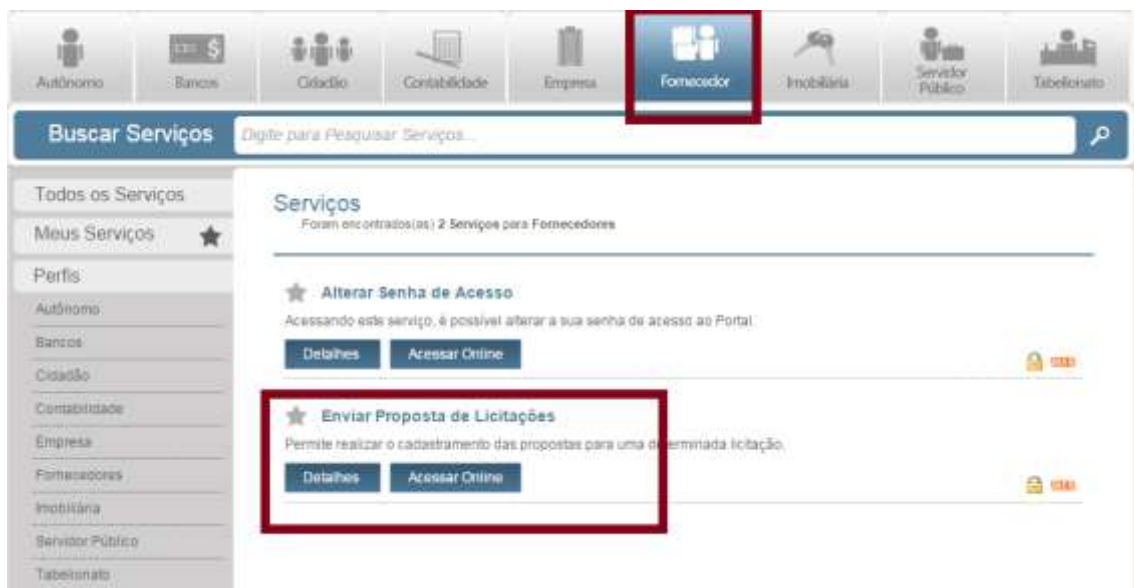 Autônomo
Bancos
Cidadão
Contabilidade
Empresa
Fornecedor
Imobiliária
Servidor
Público
Tabelionato
Buscar Serviços
Digite para Pesquisar Serviços...
Todos os Serviços
Meus Serviços
Perfis
Autônomo
Bancos
Cidadão
Contabilidade
Empresa
Fornecedores
Imobiliária
Servidor Público
Tabelionato
Serviços
Foram encontrados(as) 2 Serviços para Fornecedores
Alterar Senha de Acesso
Acessando este serviço, é possível alterar a sua senha de acesso ao Portal.
Detalhes
Acessar Online
Enviar Proposta de Licitações
Permite realizar o cadastramento das propostas para uma determinada licitação.
Detalhes
Acessar Online